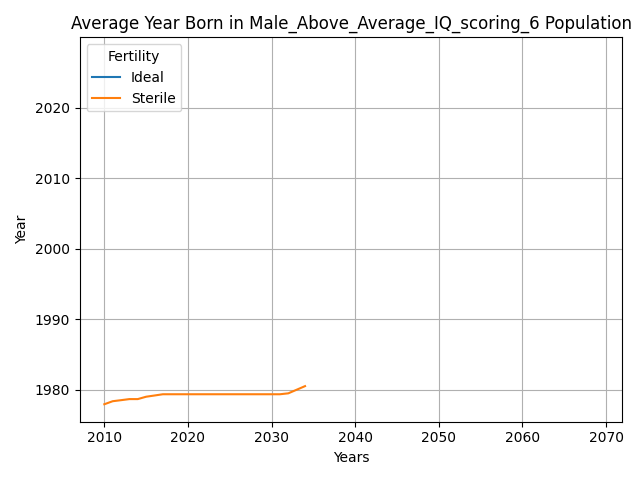 Average Year Born in Male_Above_Average_IQ_scoring_6 Population
Fertility
Ideal
Sterile
2020
2010
2000
1990
1980
Year
2010 2020 2030 2040 2050 2060 2070
Years